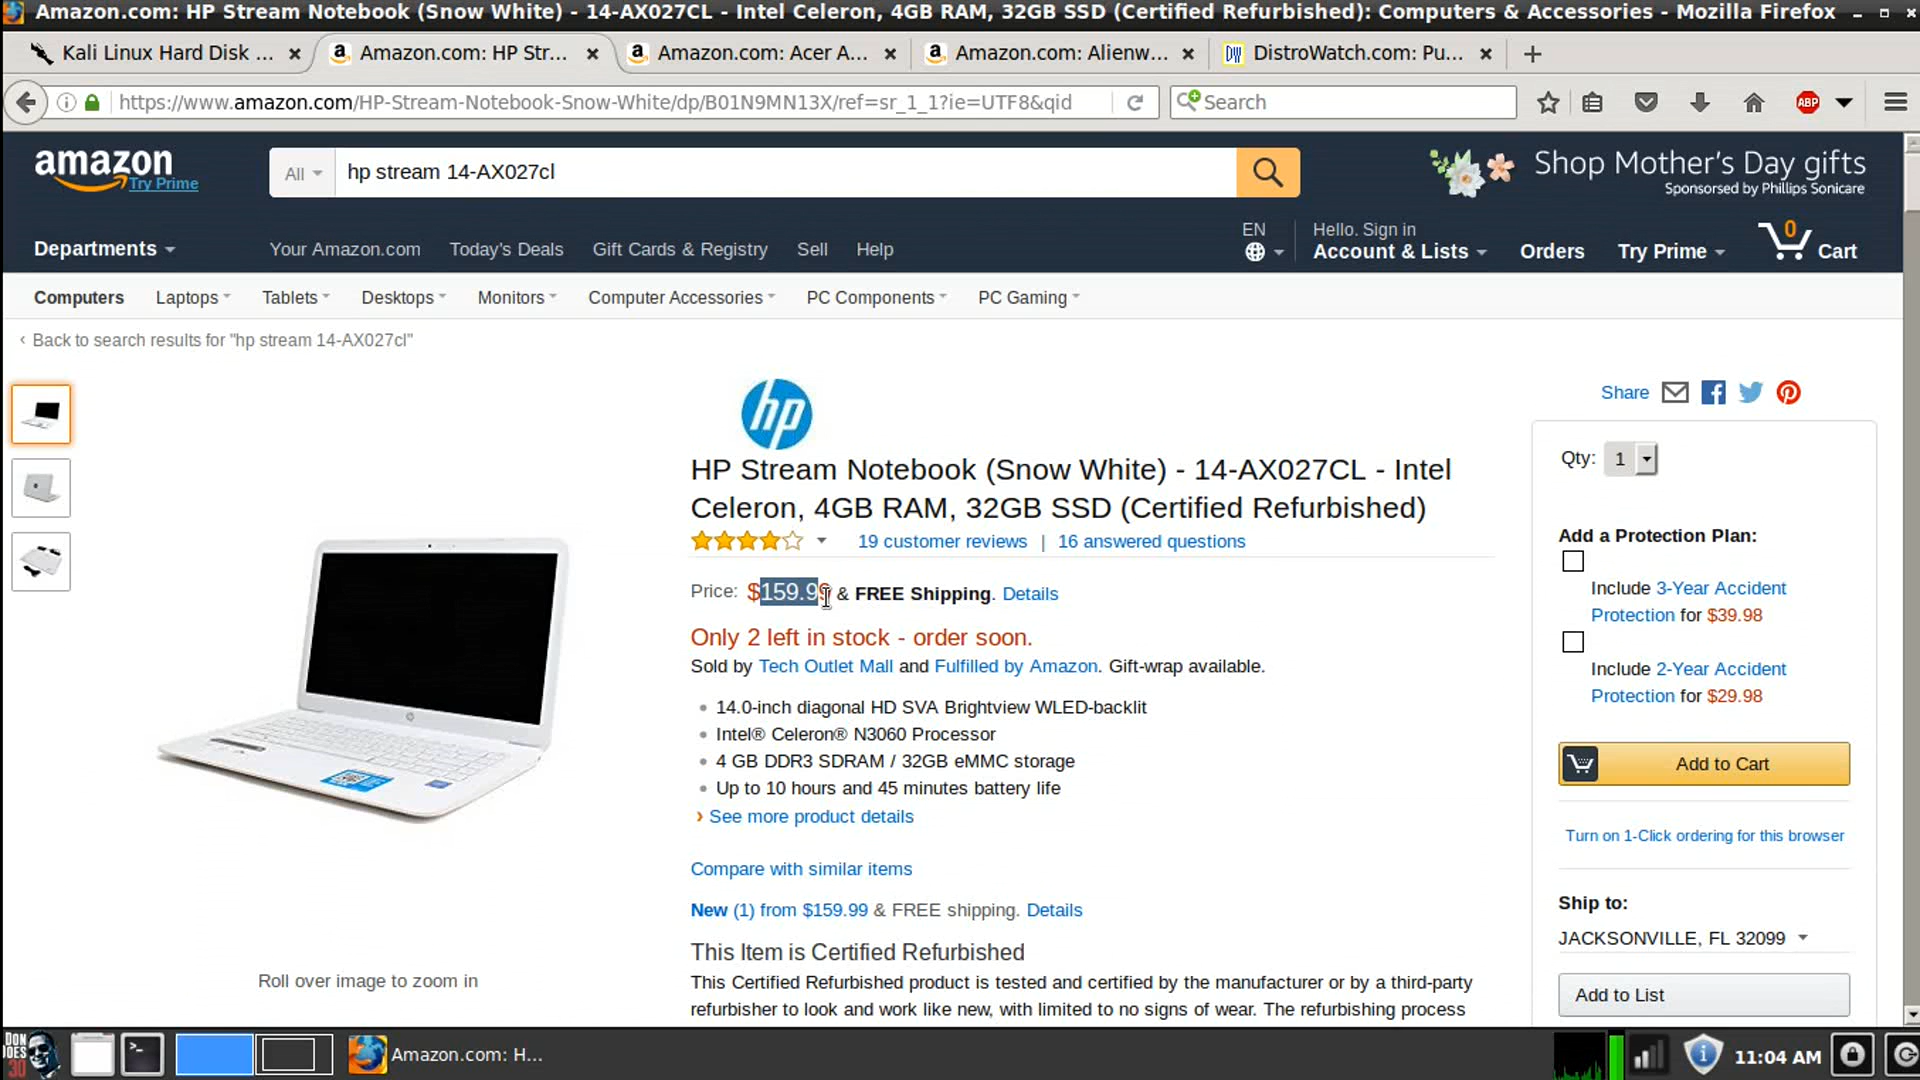 Amazon.com: HP Stream Notebook (Snow White) - 14-AX027CL - Intel Celeron, 4GB RAM, 32GB SSD (Certified Refurbished): Computers & Accessories - Mozilla Firefox
Kali Linux Hard Disk ...
Amazon.com: HP Str...
Amazon.com: Acer A...
Amazon.com: Alienw...
DW DistroWatch.com: Pu...
https://www.amazon.com/HP-Stream-Notebook-Snow-White/dp/B01N9MN13X/ref=sr_1_1?ie=UTF8&qid
Search
ABP
amazon
Try Prime
All
hp stream 14-AX027cl
Shop Mother's Day gifts
Sponsorsed by Phillips Sonicare
Departments
Your Amazon.com
Today's Deals
Gift Cards & Registry
Sell
Help
EN
Hello. Sign in
Account & Lists
Orders
Try Prime
0
Cart
Computers
Laptops
Tablets
Desktops
Monitors
Computer Accessories
PC Components
PC Gaming
‹ Back to search results for "hp stream 14-AX027cl"
hp
Share
HP Stream Notebook (Snow White) - 14-AX027CL - Intel
Celeron, 4GB RAM, 32GB SSD (Certified Refurbished)
19 customer reviews | 16 answered questions
Price: $159.99 & FREE Shipping. Details
Only 2 left in stock - order soon.
Sold by Tech Outlet Mall and Fulfilled by Amazon. Gift-wrap available.
14.0-inch diagonal HD SVA Brightview WLED-backlit
Intel® Celeron® N3060 Processor
4 GB DDR3 SDRAM / 32GB eMMC storage
Up to 10 hours and 45 minutes battery life
› See more product details
Compare with similar items
New (1) from $159.99 & FREE shipping. Details
This Item is Certified Refurbished
This Certified Refurbished product is tested and certified by the manufacturer or by a third-party
refurbisher to look and work like new, with limited to no signs of wear. The refurbishing process
Roll over image to zoom in
Qty: 1
Add a Protection Plan:
Include 3-Year Accident
Protection for $39.98
Include 2-Year Accident
Protection for $29.98
Add to Cart
Turn on 1-Click ordering for this browser
Ship to:
JACKSONVILLE, FL 32099
Add to List
DON
DOES
30
Amazon.com: H...
11:04 AM